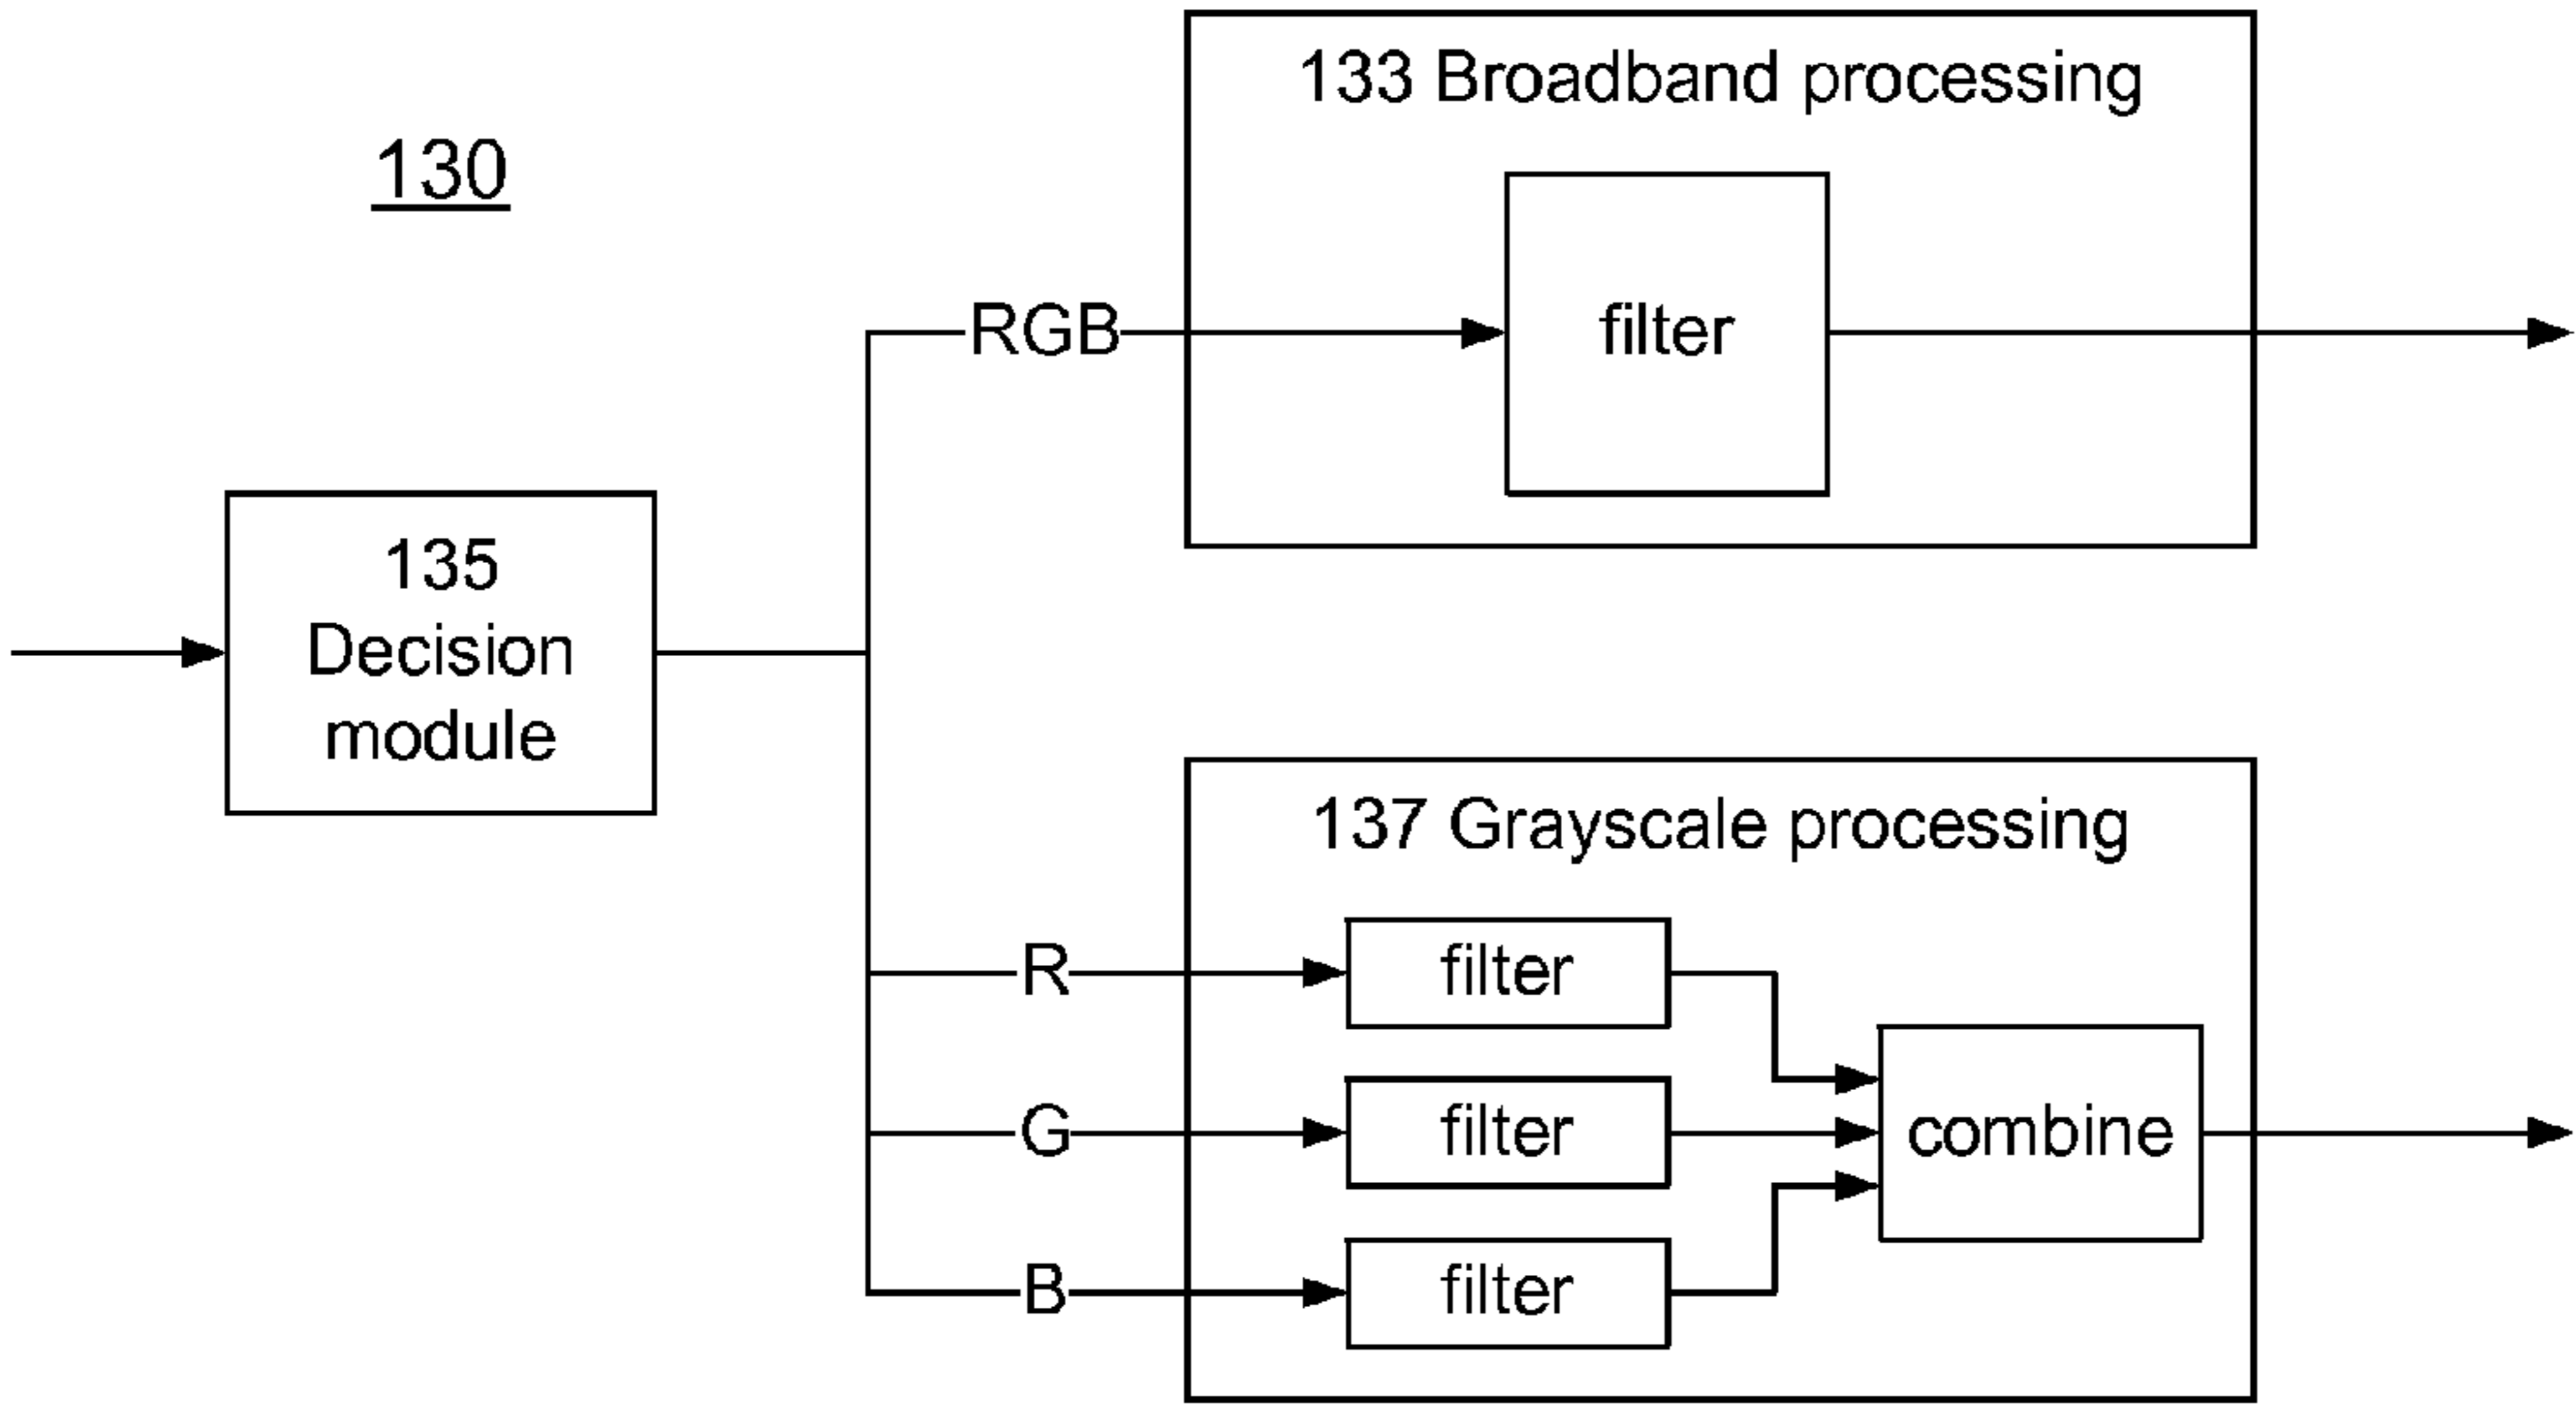 130
133 Broadband processing
RGB
filter
135
Decision
module
137 Grayscale processing
R
filter
G
filter
combine
B
filter